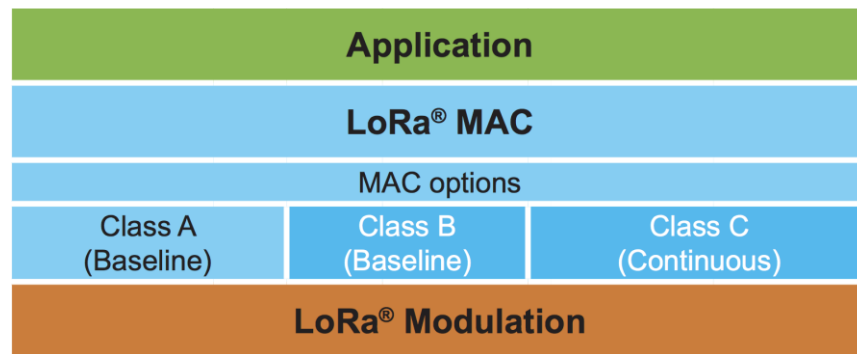 Application
LoRa® MAC
MAC options
Class A
(Baseline)
Class B
(Baseline)
Class C
(Continuous)
LoRa® Modulation